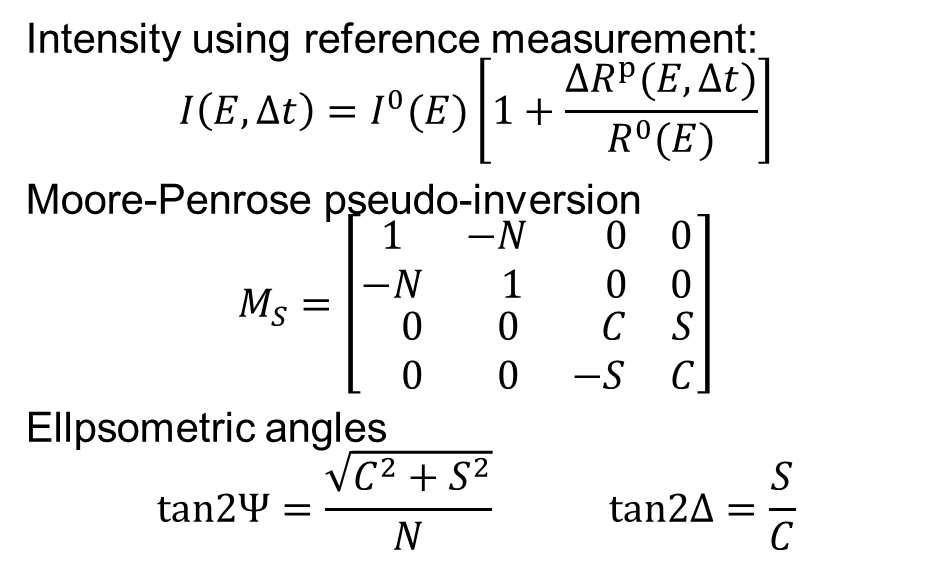 Intensity using reference measurement:
I(E, Δt) = I⁰(E) [1 + ΔRᵖ(E, Δt) / R⁰(E)]
Moore-Penrose pseudo-inversion
1 −N 0 0
−N 1 0 0
M_S = 
0 0 C S
0 0 −S C
Ellpsometric angles
tan2Ψ = √(C² + S²) / N tan2Δ = S / C